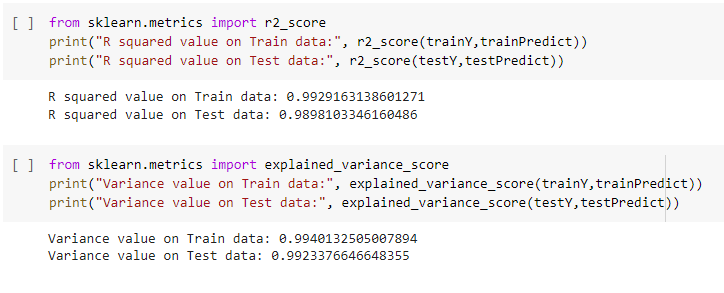 [ ] from sklearn.metrics import r2_score
print("R squared value on Train data:", r2_score(trainY,trainPredict))
print("R squared value on Test data:", r2_score(testY,testPredict))
R squared value on Train data: 0.9929163138601271
R squared value on Test data: 0.9898103346160486
[ ] from sklearn.metrics import explained_variance_score
print("Variance value on Train data:", explained_variance_score(trainY,trainPredict))
print("Variance value on Test data:", explained_variance_score(testY,testPredict))
Variance value on Train data: 0.9940132505007894
Variance value on Test data: 0.9923376646648355